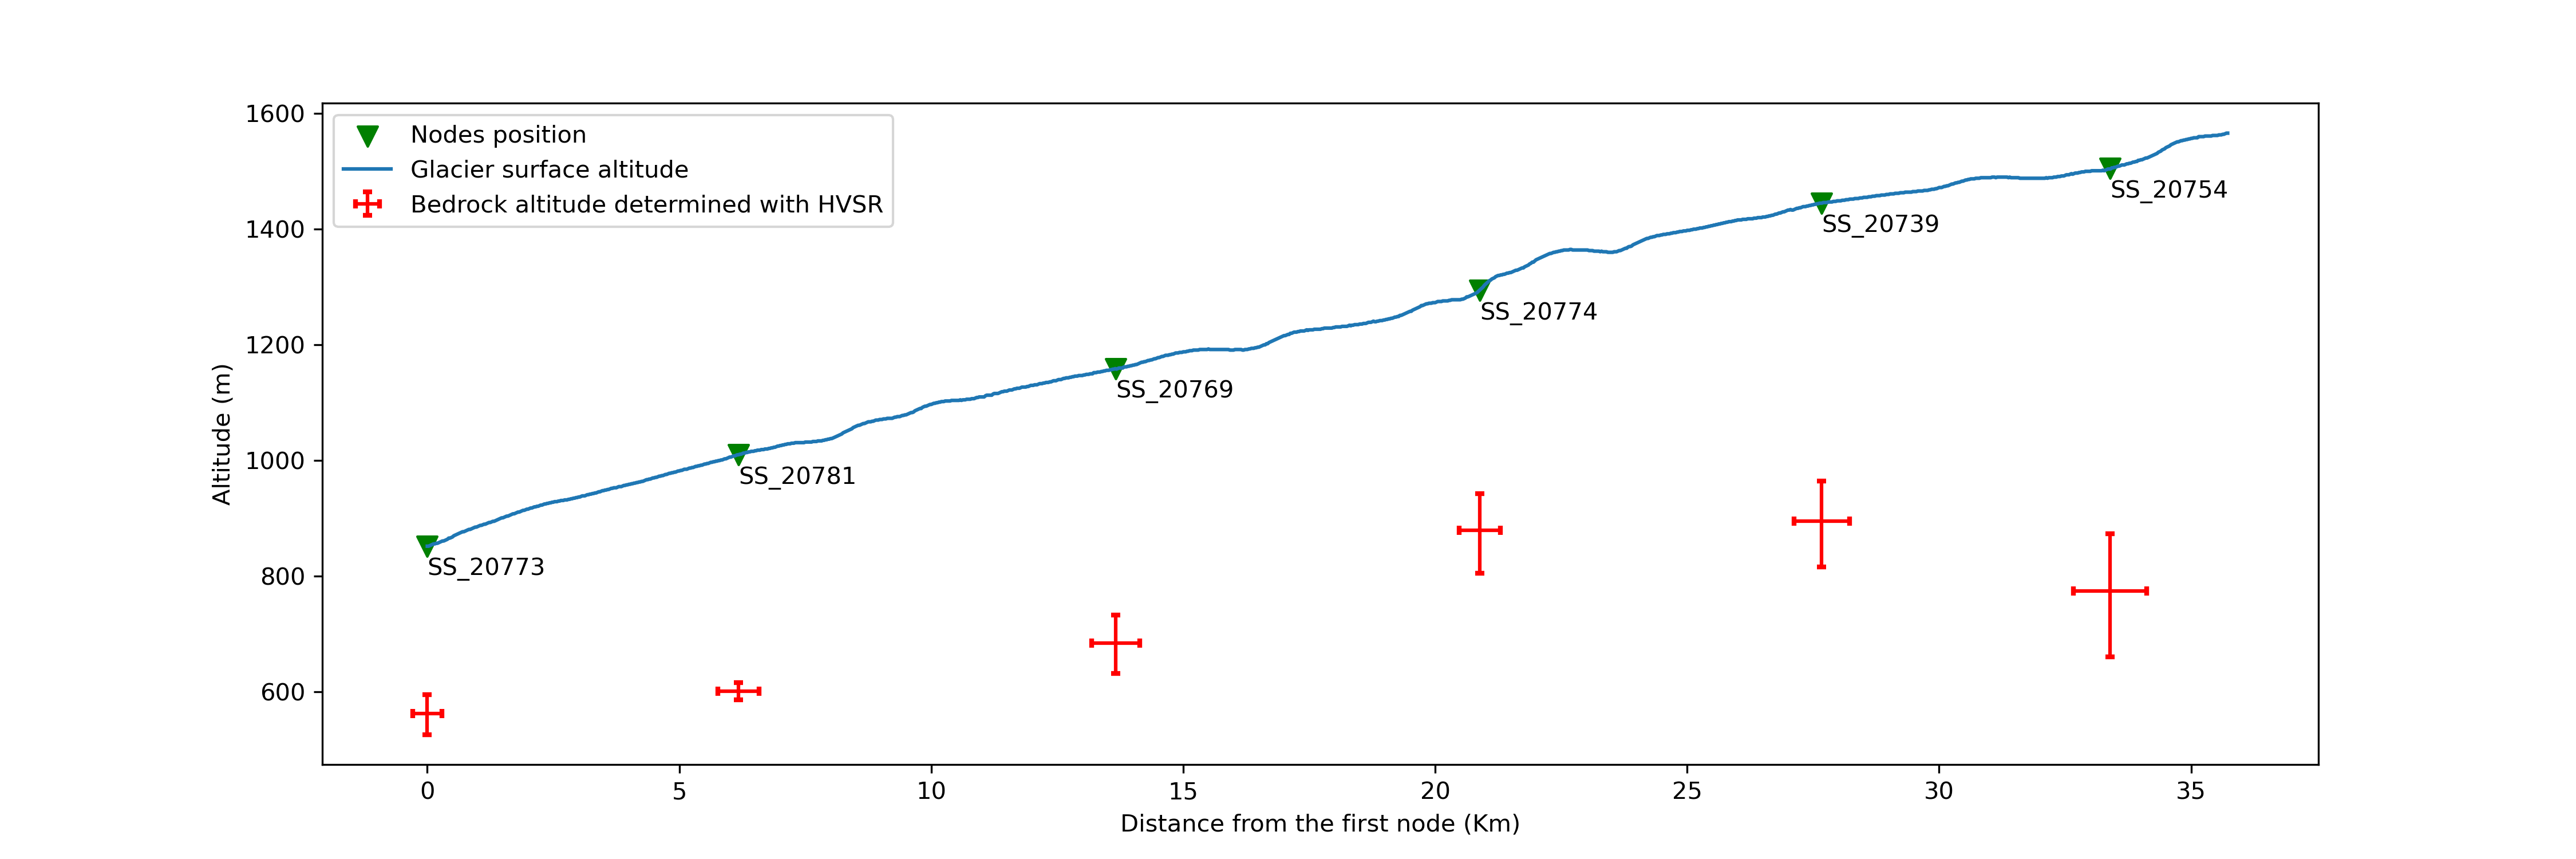 1600
1400
1200
1000
800
600
Altitude (m)
Nodes position
Glacier surface altitude
Bedrock altitude determined with HVSR
SS_20773
SS_20781
SS_20769
SS_20774
SS_20739
SS_20754
0 5 10 15 20 25 30 35
Distance from the first node (Km)